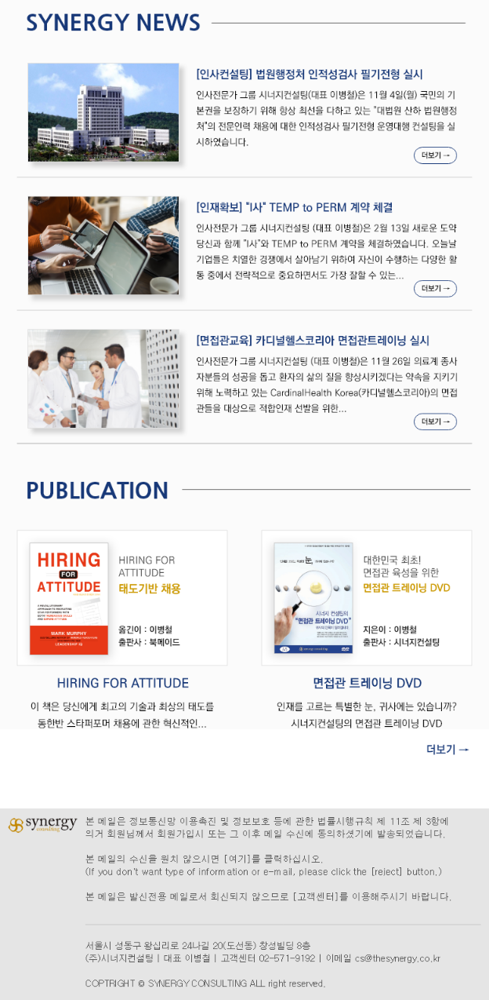 SYNERGY NEWS
[인사컨설팅] 법원행정처 인적성검사 필기전형 실시
인사전문가 그룹 시너지컨설팅(대표 이병철)은 11월 4일(월) 국민의 기
본권을 보장하기 위해 항상 최선을 다하고 있는 "대법원 산하 법원행정
처"의 전문인력 채용에 대한 인적성검사 필기전형 운영대행 컨설팅을 실
시하였습니다.
더보기 →
[인재확보] "I사" TEMP to PERM 계약 체결
인사전문가 그룹 시너지컨설팅 (대표 이병철)은 2월 13일 새로운 도약
당신과 함께 "I사"와 TEMP to PERM 계약을 체결하였습니다. 오늘날
기업들은 치열한 경쟁에서 살아남기 위하여 자신이 수행하는 다양한 활
동 중에서 전략적으로 중요하면서도 가장 잘할 수 있는...
더보기 →
[면접관교육] 카디널헬스코리아 면접관트레이닝 실시
인사전문가 그룹 시너지컨설팅 (대표 이병철)은 11월 26일 의료계 종사
자분들의 성공을 돕고 환자의 삶의 질을 향상시키겠다는 약속을 지키기
위해 노력하고 있는 CardinalHealth Korea(카디널헬스코리아)의 면접
관들을 대상으로 적합인재 선발을 위한...
더보기 →
PUBLICATION
HIRING
FOR
ATTITUDE
MARK MURPHY
LEADERSHIP IQ
HIRING FOR
ATTITUDE
태도기반 채용
옮긴이 : 이병철
출판사 : 북메이드
시너지 컨설팅의
"면접관 트레이닝 DVD"
대한민국 최초!
면접관 육성을 위한
면접관 트레이닝 DVD
지은이 : 이병철
출판사 : 시너지컨설팅
HIRING FOR ATTITUDE
이 책은 당신에게 최고의 기술과 최상의 태도를
동한반 스타퍼포머 채용에 관한 혁신적인...
면접관 트레이닝 DVD
인재를 고르는 특별한 눈, 귀사에는 있습니까?
시너지컨설팅의 면접관 트레이닝 DVD
더보기 →
synergy
consulting
본 메일은 정보통신망 이용촉진 및 정보보호 등에 관한 법률시행규칙 제 11조 제 3항에
의거 회원님께서 회원가입시 또는 그 이후 메일 수신에 동의하셨기에 발송되었습니다.
본 메일의 수신을 원치 않으시면 [여기]를 클릭하십시오.
(If you don't want type of information or e-mail, please click the [reject] button.)
본 메일은 발신전용 메일로서 회신되지 않으므로 [고객센터]를 이용해주시기 바랍니다.
서울시 성동구 왕십리로 24나길 20(도선동) 창성빌딩 8층
(주)시너지컨설팅 | 대표 이병철 | 고객센터 02-571-9192 | 이메일 cs@thesynergy.co.kr
COPTRIGHT © SYNERGY CONSULTING ALL right reserved.